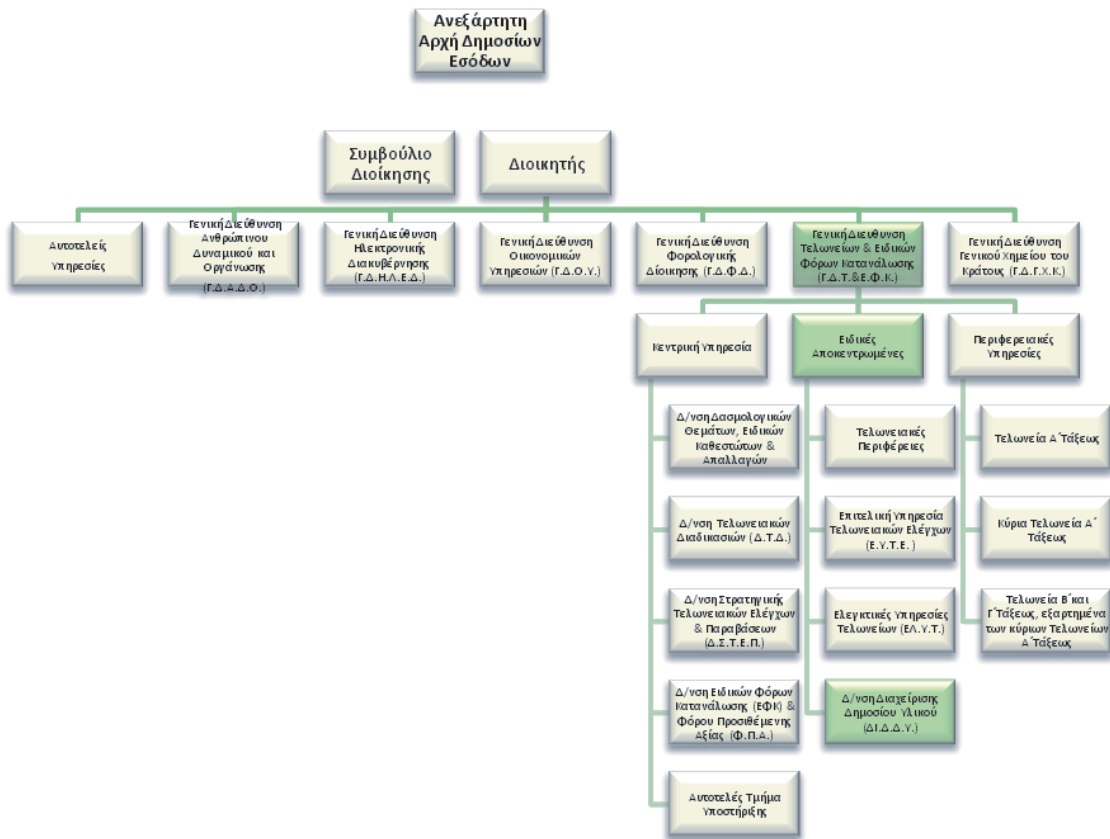 Ανεξάρτητη
Αρχή Δημοσίων
Εσόδων
Συμβούλιο
Διοίκησης
Διοικητής
Αυτοτελείς
Υπηρεσίες
Γενική Διεύθυνση
Ανθρώπινου
Δυναμικού και
Οργάνωσης
(Γ.Δ.Α.Δ.Ο.)
Γενική Διεύθυνση
Ηλεκτρονικής
Διακυβέρνησης
(Γ.Δ.Η.Λ.Ε.Δ.)
Γενική Διεύθυνση
Οικονομικών
Υπηρεσιών (Γ.Δ.Ο.Υ.)
Γενική Διεύθυνση
Φορολογικής
Δίοικησης (Γ.Δ.Φ.Δ.)
Γενική Διευθυνση
Τελωνείων & Ειδικών
Φόρων Κατανάλωσης
(Γ.Δ.Τ.&Ε.Φ.Κ.)
Γενική Διεύθυνση
Γενικού Χημείου του
Κράτους (Γ.Δ.Γ.Χ.Κ.)
Κεντρική Υπηρεσία
Ειδικές
Αποκεντρωμένες
Περιφερειακές
Υπηρεσίες
Δ/νση Δασμολογικών
Θεμάτων, Ειδικών
Καθεστώτων &
Απαλλαγών
Δ/νση Τελωνειακών
Διαδικασιών (Δ.Τ.Δ.)
Δ/νση Στρατηγικής
Τελωνειακών Ελέγχων
& Παραβάσεων
(Δ.Σ.Τ.Ε.Π.)
Δ/νση Ειδικών Φόρων
Κατανάλωσης (ΕΦΚ) &
Φόρου Προσιθέμενης
Αξίας (Φ.Π.Α.)
Αυτοτελές Τμήμα
Υποστήριξης
Τελωνειακές
Περιφέρειες
Επιτελική Υπηρεσία
Τελωνειακών Ελέγχων
(Ε.Υ.Τ.Ε.)
Ελεγκτικές Υπηρεσίες
Τελωνείων (ΕΛ.Υ.Τ.)
Δ/νση Διαχείρισης
Δημοσίου Υλικού
(ΔΙ.Δ.Δ.Υ.)
Τελωνεία Α΄Τάξεως
Κύρια Τελωνεία Α΄
Τάξεως
Τελωνεία Β΄και
Γ΄Τάξεως, εξαρτημένα
των κύριων Τελωνείων
Α΄Τάξεως